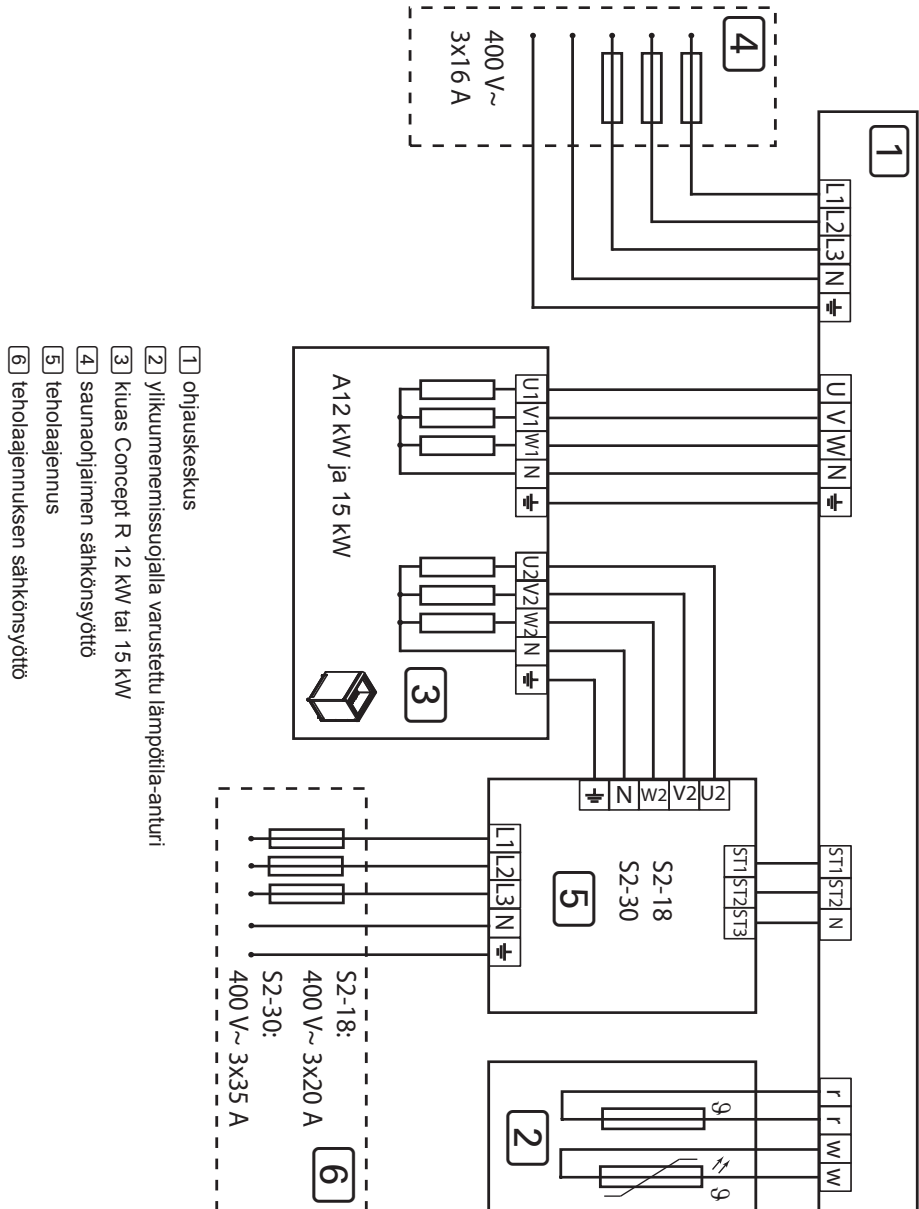 1
L1 L2 L3 N
U V W N
ST1 ST2 N
r r w w
4
400 V~
3x16 A
U1 V1 W1 N
U2 V2 W2 N
A12 kW ja 15 kW
3
U2 V2 W2 N
ST1 ST2 ST3
S2-18
S2-30
5
L1 L2 L3 N
ϑ
ϑ
2
S2-18:
400 V~ 3x20 A
S2-30:
400 V~ 3x35 A
6
1 ohjauskeskus
2 ylikuumenemissuojalla varustettu lämpötila-anturi
3 kiuas Concept R 12 kW tai 15 kW
4 saunaohjaimen sähkönsyöttö
5 teholaajennus
6 teholaajennuksen sähkönsyöttö